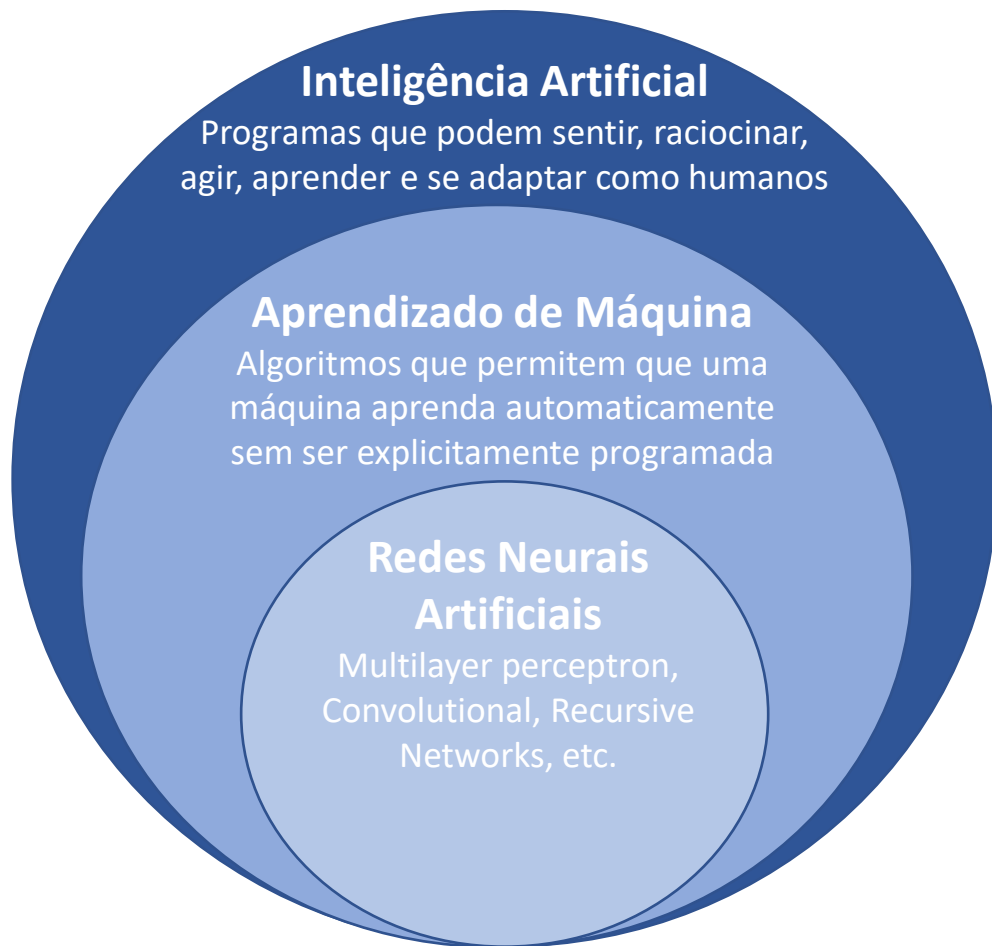 Inteligência Artificial
Programas que podem sentir, raciocinar,
agir, aprender e se adaptar como humanos
Aprendizado de Máquina
Algoritmos que permitem que uma
máquina aprenda automaticamente
sem ser explicitamente programada
Redes Neurais
Artificiais
Multilayer perceptron,
Convolutional, Recursive
Networks, etc.